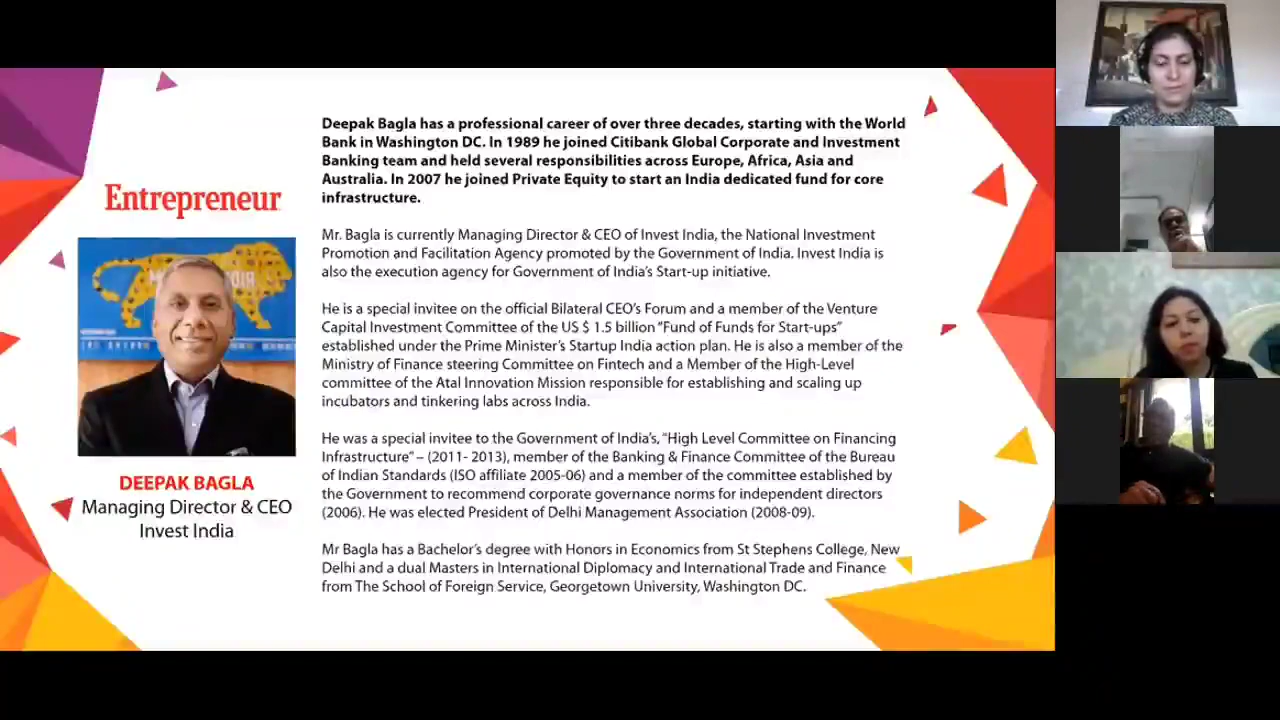 Entrepreneur
DEEPAK BAGLA
Managing Director & CEO
Invest India
Deepak Bagla has a professional career of over three decades, starting with the World
Bank in Washington DC. In 1989 he joined Citibank Global Corporate and Investment
Banking team and held several responsibilities across Europe, Africa, Asia and
Australia. In 2007 he joined Private Equity to start an India dedicated fund for core
infrastructure.
Mr. Bagla is currently Managing Director & CEO of Invest India, the National Investment
Promotion and Facilitation Agency promoted by the Government of India. Invest India is
also the execution agency for Government of India's Start-up initiative.
He is a special invitee on the official Bilateral CEO's Forum and a member of the Venture
Capital Investment Committee of the US $ 1.5 billion "Fund of Funds for Start-ups"
established under the Prime Minister's Startup India action plan. He is also a member of the
Ministry of Finance steering Committee on Fintech and a Member of the High-Level
committee of the Atal Innovation Mission responsible for establishing and scaling up
incubators and tinkering labs across India.
He was a special invitee to the Government of India's, "High Level Committee on Financing
Infrastructure" – (2011- 2013), member of the Banking & Finance Committee of the Bureau
of Indian Standards (ISO affiliate 2005-06) and a member of the committee established by
the Government to recommend corporate governance norms for independent directors
(2006). He was elected President of Delhi Management Association (2008-09).
Mr Bagla has a Bachelor's degree with Honors in Economics from St Stephens College, New
Delhi and a dual Masters in International Diplomacy and International Trade and Finance
from The School of Foreign Service, Georgetown University, Washington DC.